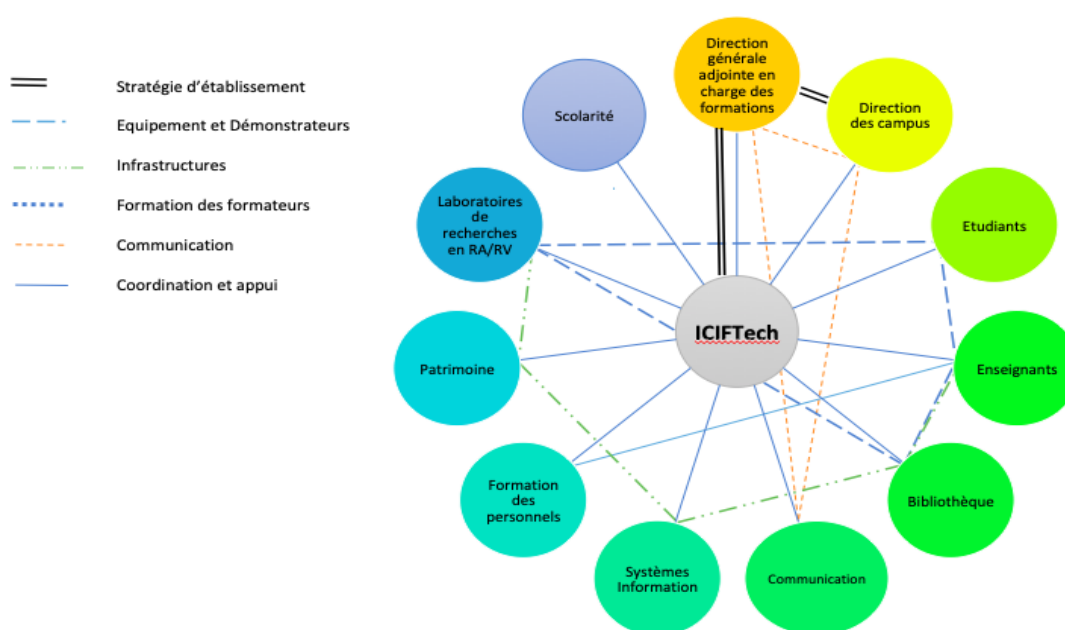 Stratégie d'établissement
Equipement et Démonstrateurs
Infrastructures
Formation des formateurs
Communication
Coordination et appui
Direction
générale
adjointe en
charge des
formations
Direction
des campus
Scolarité
Etudiants
Laboratoires
de
recherches
en RA/RV
ICIFTech
Patrimoine
Enseignants
Formation
des
personnels
Bibliothèque
Systèmes
Information
Communication